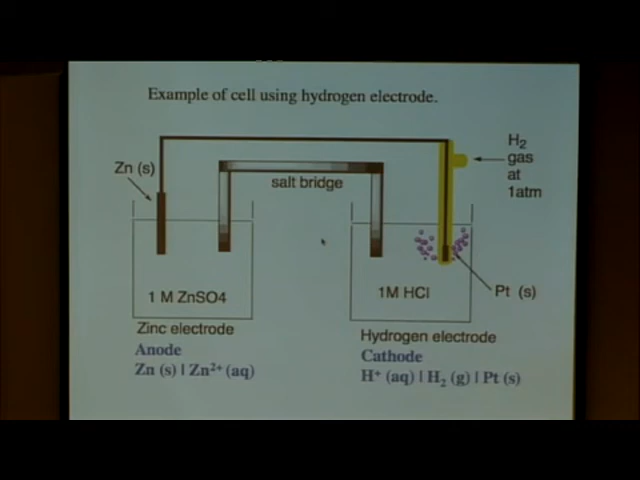 Example of cell using hydrogen electrode.
H₂
gas
at
1atm
Zn (s)
salt bridge
1 M ZnSO4
1M HCl
Pt (s)
Zinc electrode
Anode
Zn (s) | Zn²⁺ (aq)
Hydrogen electrode
Cathode
H⁺ (aq) | H₂ (g) | Pt (s)